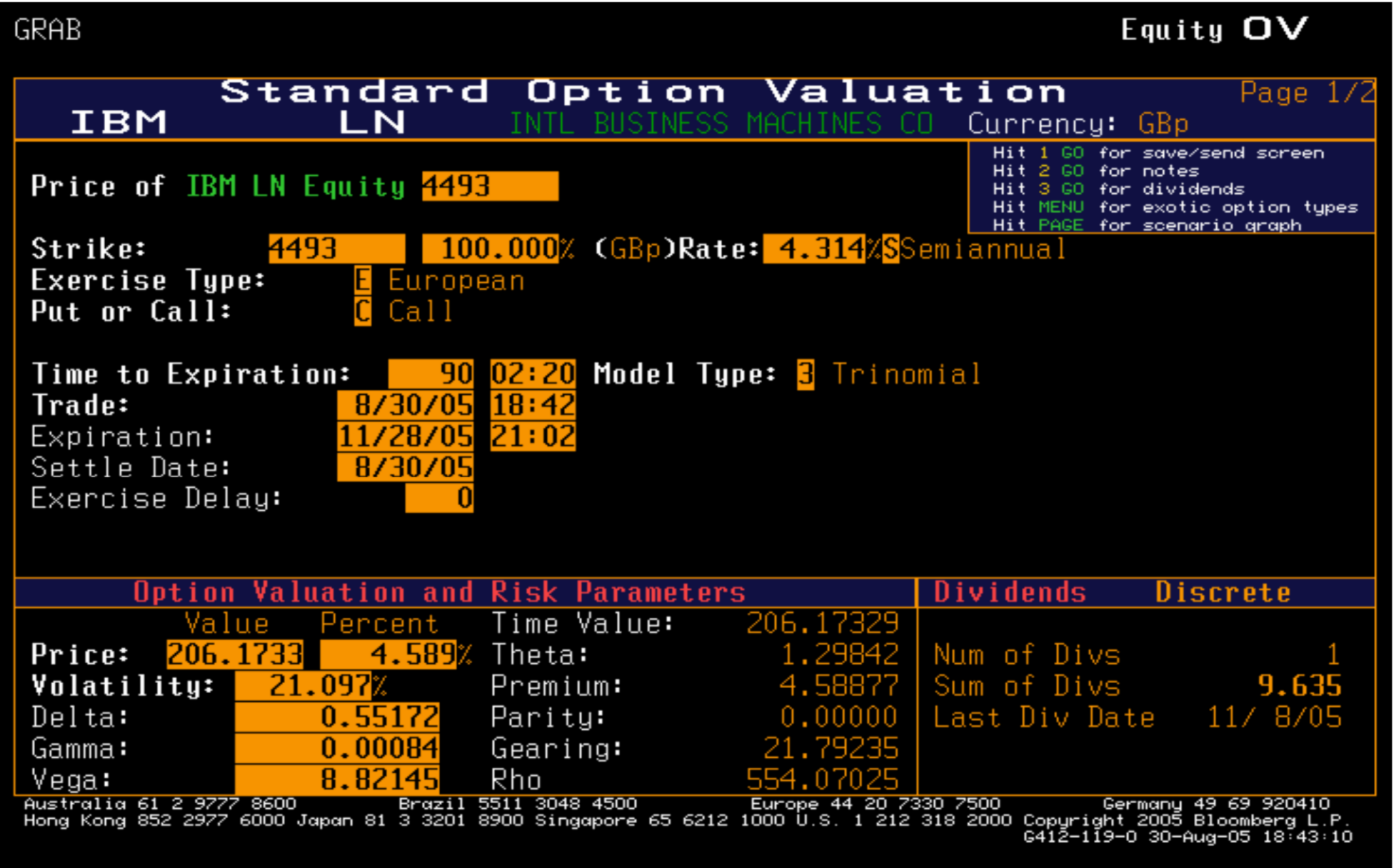 GRAB Equity OV
Standard Option Valuation Page 1/2
IBM LN INTL BUSINESS MACHINES CO Currency: GBp
Hit 1 GO for save/send screen
Hit 2 GO for notes
Hit 3 GO for dividends
Hit MENU for exotic option types
Hit PAGE for scenario graph
Price of IBM LN Equity 4493
Strike: 4493 100.000% (GBp)Rate: 4.314%SSemiannual
Exercise Type: E European
Put or Call: C Call
Time to Expiration: 90 02:20 Model Type: 3 Trinomial
Trade: 8/30/05 18:42
Expiration: 11/28/05 21:02
Settle Date: 8/30/05
Exercise Delay: 0
Option Valuation and Risk Parameters Dividends Discrete
Value Percent Time Value: 206.17329
Price: 206.1733 4.589% Theta: 1.29842 Num of Divs 1
Volatility: 21.097% Premium: 4.58877 Sum of Divs 9.635
Delta: 0.55172 Parity: 0.00000 Last Div Date 11/ 8/05
Gamma: 0.00084 Gearing: 21.79235
Vega: 8.82145 Rho 554.07025
Australia 61 2 9777 8600 Brazil 5511 3048 4500 Europe 44 20 7330 7500 Germany 49 69 920410
Hong Kong 852 2977 6000 Japan 81 3 3201 8900 Singapore 65 6212 1000 U.S. 1 212 318 2000 Copyright 2005 Bloomberg L.P.
G412-119-0 30-Aug-05 18:43:10